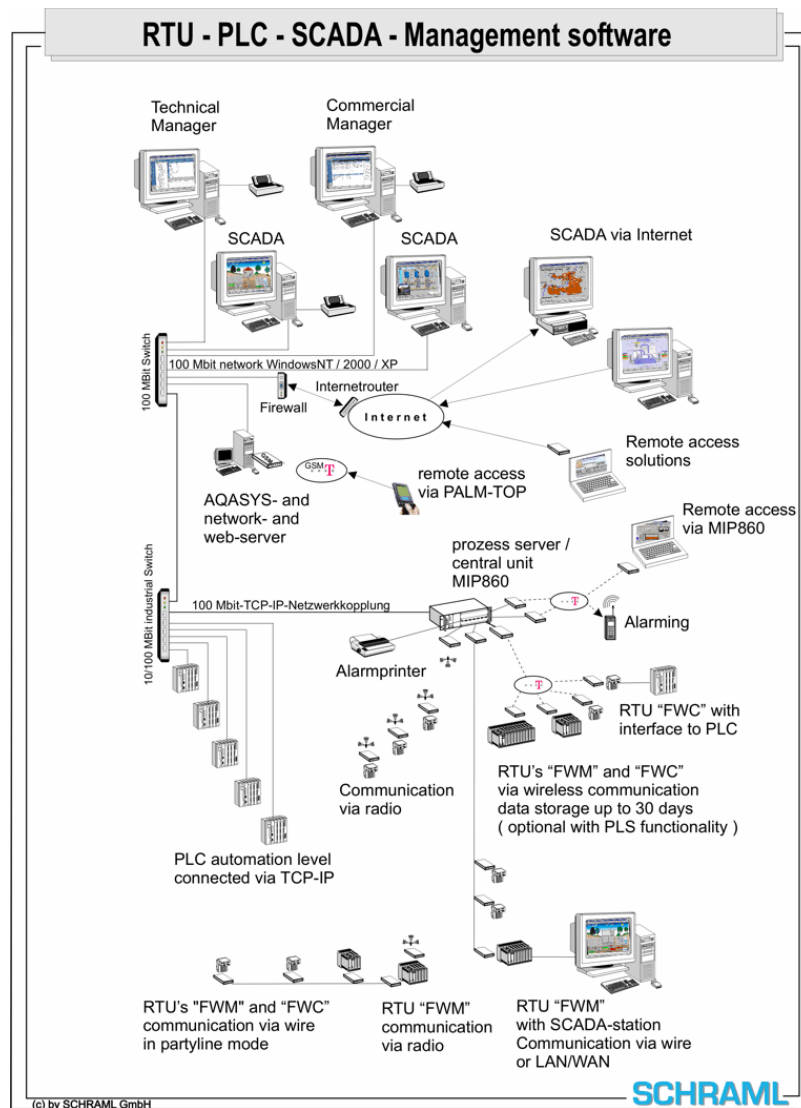 RTU - PLC - SCADA - Management software
Technical
Manager
Commercial
Manager
SCADA
SCADA
SCADA via Internet
100 MBit Switch
100 Mbit network WindowsNT / 2000 / XP
Internetrouter
Firewall
Internet
GSM
AQASYS- and
network- and
web-server
GSM T
remote access
via PALM-TOP
Remote access
solutions
Remote access
via MIP860
prozess server /
central unit
MIP860
10/100 MBit industrial Switch
100 Mbit-TCP-IP-Netzwerkkopplung
T
Alarming
Alarmprinter
T
RTU “FWC” with
interface to PLC
Communication
via radio
RTU’s “FWM” and “FWC”
via wireless communication
data storage up to 30 days
( optional with PLS functionality )
PLC automation level
connected via TCP-IP
RTU's "FWM" and “FWC”
communication via wire
in partyline mode
RTU “FWM”
communication
via radio
RTU “FWM”
with SCADA-station
Communication via wire
or LAN/WAN
(c) by SCHRAML GmbH
SCHRAML